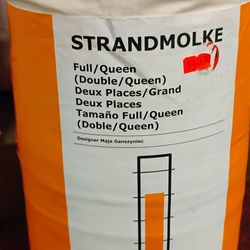 STRANDMOLKE
Full/Queen
(Double/Queen)
Deux Places/Grand
Deux Places
Tamaño Full/Queen
(Doble/Queen)
Designer Maja Ganszyniec